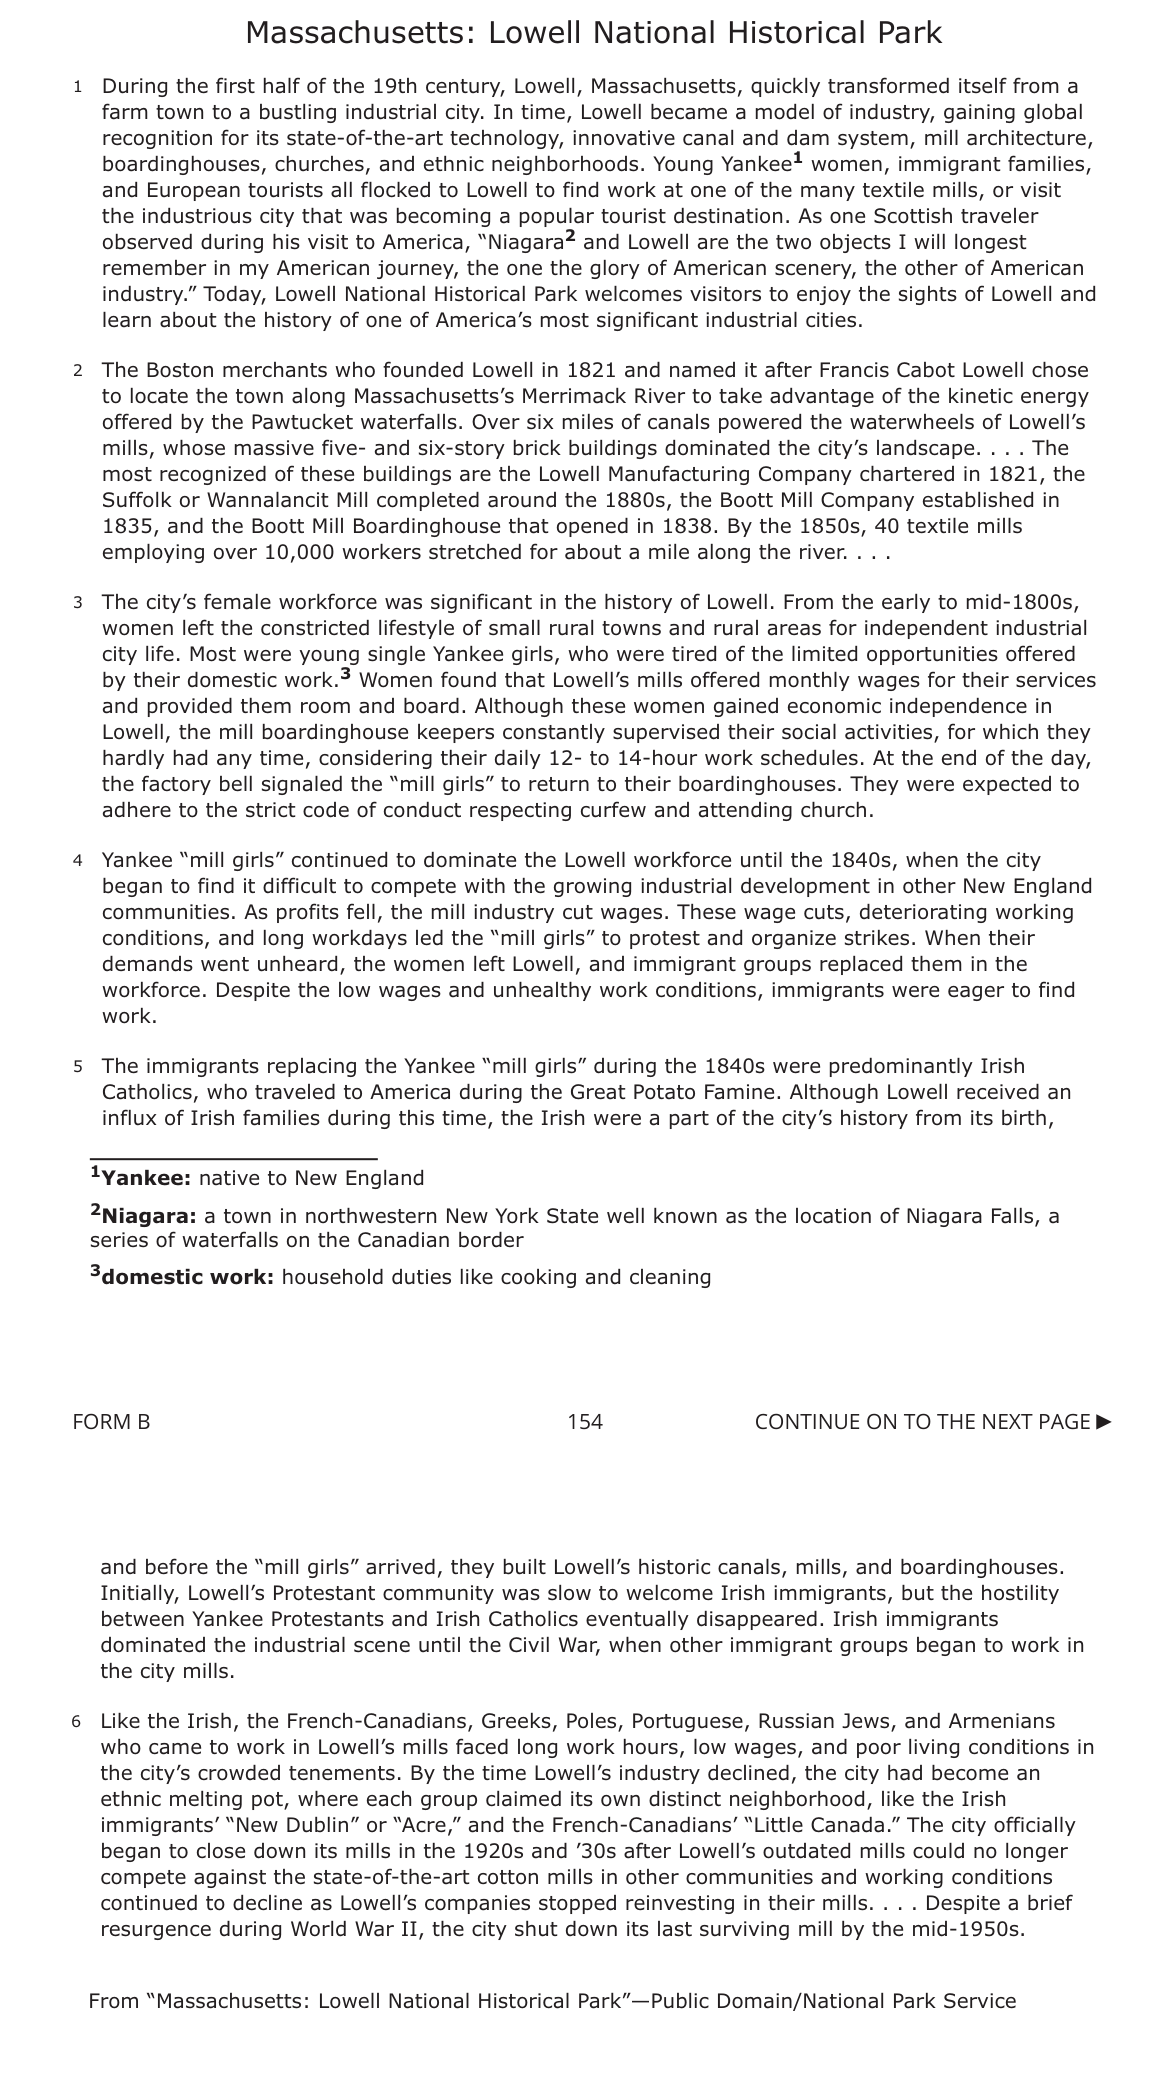 Massachusetts: Lowell National Historical Park
1 During the first half of the 19th century, Lowell, Massachusetts, quickly transformed itself from a
farm town to a bustling industrial city. In time, Lowell became a model of industry, gaining global
recognition for its state-of-the-art technology, innovative canal and dam system, mill architecture,
boardinghouses, churches, and ethnic neighborhoods. Young Yankee1 women, immigrant families,
and European tourists all flocked to Lowell to find work at one of the many textile mills, or visit
the industrious city that was becoming a popular tourist destination. As one Scottish traveler
observed during his visit to America, “Niagara2 and Lowell are the two objects I will longest
remember in my American journey, the one the glory of American scenery, the other of American
industry.” Today, Lowell National Historical Park welcomes visitors to enjoy the sights of Lowell and
learn about the history of one of America’s most significant industrial cities.
2 The Boston merchants who founded Lowell in 1821 and named it after Francis Cabot Lowell chose
to locate the town along Massachusetts’s Merrimack River to take advantage of the kinetic energy
offered by the Pawtucket waterfalls. Over six miles of canals powered the waterwheels of Lowell’s
mills, whose massive five- and six-story brick buildings dominated the city’s landscape. . . . The
most recognized of these buildings are the Lowell Manufacturing Company chartered in 1821, the
Suffolk or Wannalancit Mill completed around the 1880s, the Boott Mill Company established in
1835, and the Boott Mill Boardinghouse that opened in 1838. By the 1850s, 40 textile mills
employing over 10,000 workers stretched for about a mile along the river. . . .
3 The city’s female workforce was significant in the history of Lowell. From the early to mid-1800s,
women left the constricted lifestyle of small rural towns and rural areas for independent industrial
city life. Most were young single Yankee girls, who were tired of the limited opportunities offered
by their domestic work.3 Women found that Lowell’s mills offered monthly wages for their services
and provided them room and board. Although these women gained economic independence in
Lowell, the mill boardinghouse keepers constantly supervised their social activities, for which they
hardly had any time, considering their daily 12- to 14-hour work schedules. At the end of the day,
the factory bell signaled the “mill girls” to return to their boardinghouses. They were expected to
adhere to the strict code of conduct respecting curfew and attending church.
4 Yankee “mill girls” continued to dominate the Lowell workforce until the 1840s, when the city
began to find it difficult to compete with the growing industrial development in other New England
communities. As profits fell, the mill industry cut wages. These wage cuts, deteriorating working
conditions, and long workdays led the “mill girls” to protest and organize strikes. When their
demands went unheard, the women left Lowell, and immigrant groups replaced them in the
workforce. Despite the low wages and unhealthy work conditions, immigrants were eager to find
work.
5 The immigrants replacing the Yankee “mill girls” during the 1840s were predominantly Irish
Catholics, who traveled to America during the Great Potato Famine. Although Lowell received an
influx of Irish families during this time, the Irish were a part of the city’s history from its birth,
1Yankee: native to New England
2Niagara: a town in northwestern New York State well known as the location of Niagara Falls, a
series of waterfalls on the Canadian border
3domestic work: household duties like cooking and cleaning
FORM B 154 CONTINUE ON TO THE NEXT PAGE ►
and before the “mill girls” arrived, they built Lowell’s historic canals, mills, and boardinghouses.
Initially, Lowell’s Protestant community was slow to welcome Irish immigrants, but the hostility
between Yankee Protestants and Irish Catholics eventually disappeared. Irish immigrants
dominated the industrial scene until the Civil War, when other immigrant groups began to work in
the city mills.
6 Like the Irish, the French-Canadians, Greeks, Poles, Portuguese, Russian Jews, and Armenians
who came to work in Lowell’s mills faced long work hours, low wages, and poor living conditions in
the city’s crowded tenements. By the time Lowell’s industry declined, the city had become an
ethnic melting pot, where each group claimed its own distinct neighborhood, like the Irish
immigrants’ “New Dublin” or “Acre,” and the French-Canadians’ “Little Canada.” The city officially
began to close down its mills in the 1920s and ’30s after Lowell’s outdated mills could no longer
compete against the state-of-the-art cotton mills in other communities and working conditions
continued to decline as Lowell’s companies stopped reinvesting in their mills. . . . Despite a brief
resurgence during World War II, the city shut down its last surviving mill by the mid-1950s.
From “Massachusetts: Lowell National Historical Park”—Public Domain/National Park Service